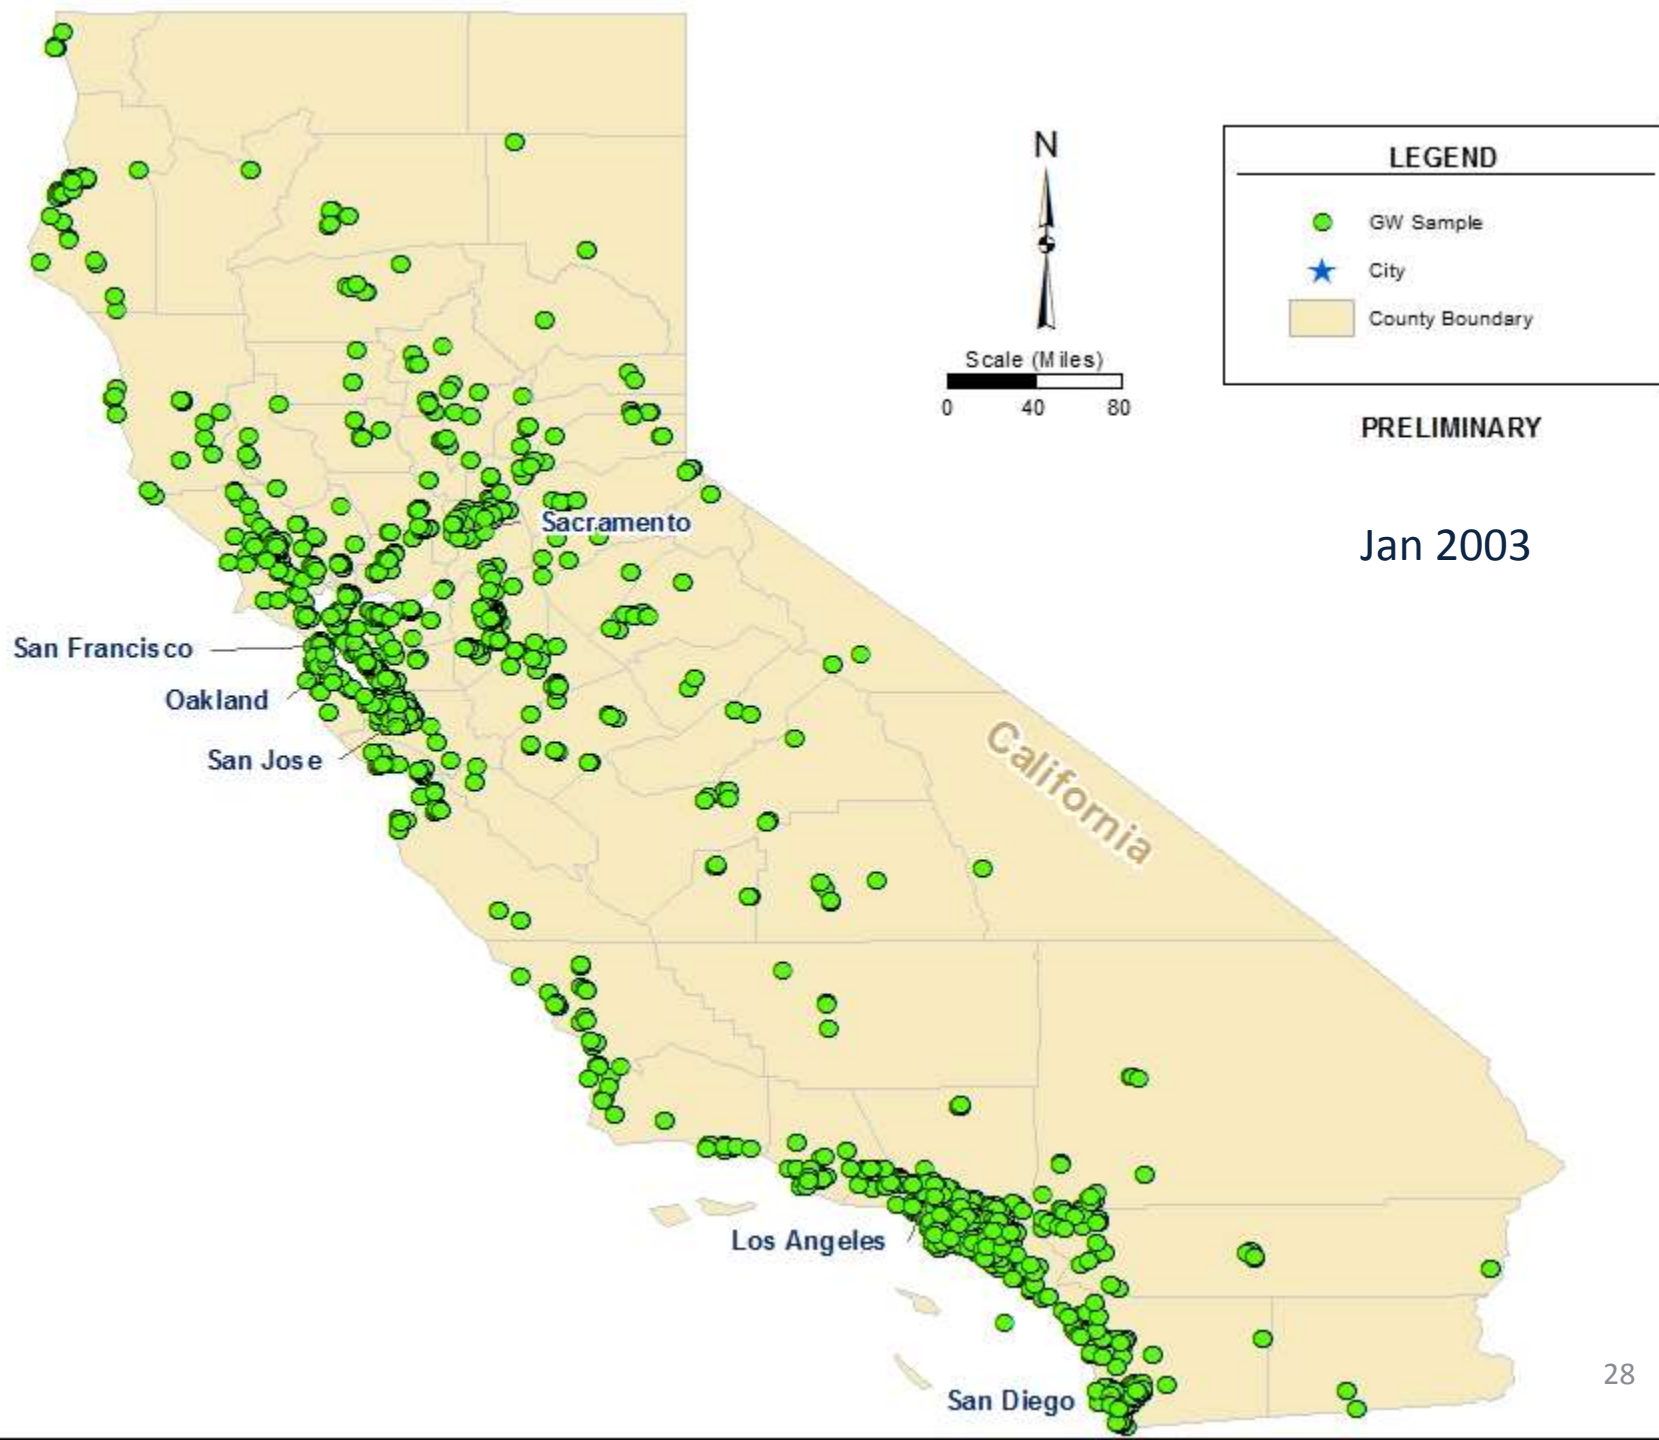 N
Scale (Miles)
0 40 80
LEGEND
GW Sample
City
County Boundary
PRELIMINARY
Jan 2003
Sacramento
San Francisco
Oakland
San Jose
California
Los Angeles
San Diego
28